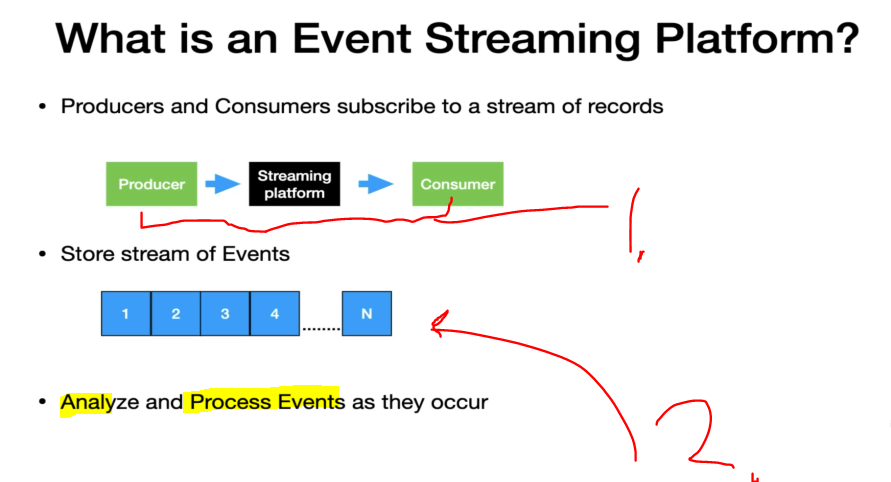 What is an Event Streaming Platform?
• Producers and Consumers subscribe to a stream of records
Producer
Streaming
platform
Consumer
1.
• Store stream of Events
1 2 3 4 ........ N
• Analyze and Process Events as they occur
2.